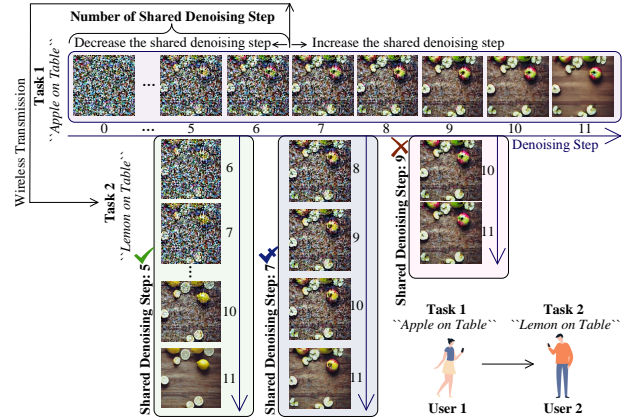 Number of Shared Denoising Step
Decrease the shared denoising step
Increase the shared denoising step
Wireless Transmission
Task 1
``Apple on Table``
...
0 ... 5 6 7 8 9 10 11
Denoising Step
Task 2
``Lemon on Table``
Shared Denoising Step: 5
6
7
...
10
11
Shared Denoising Step: 7
8
9
10
11
Shared Denoising Step: 9
10
11
Task 1
``Apple on Table``
User 1
Task 2
``Lemon on Table``
User 2